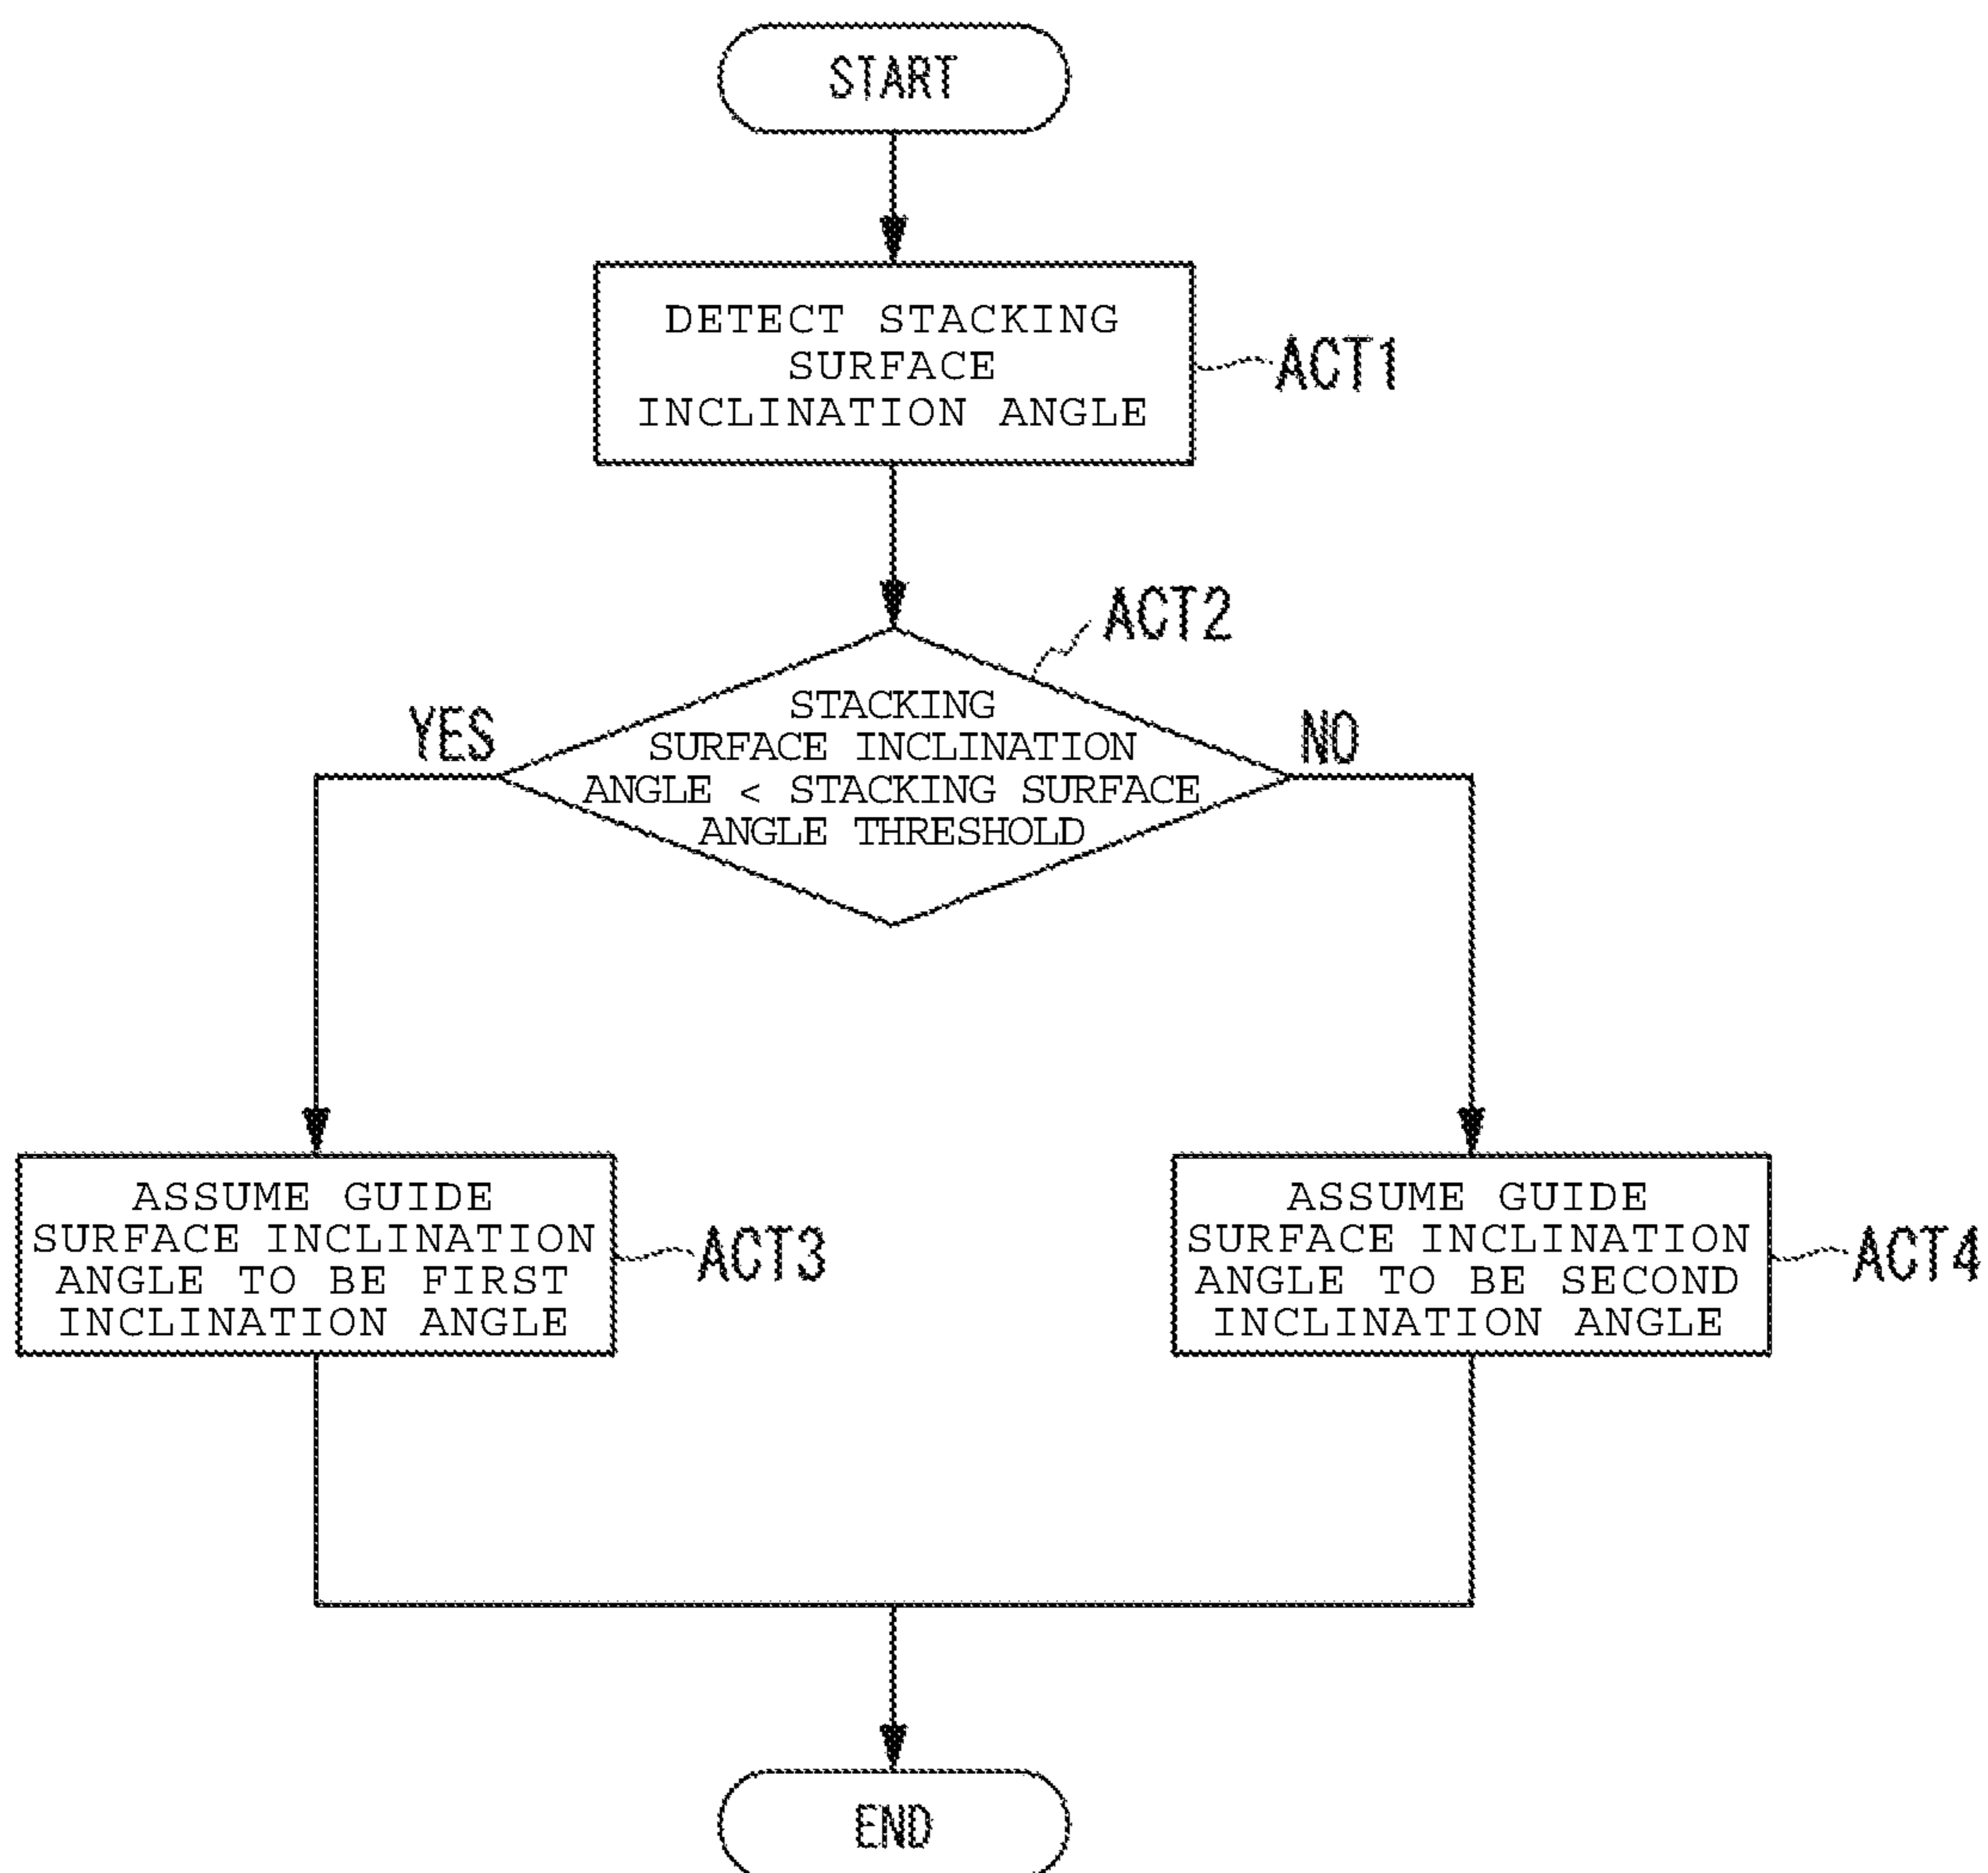 START
DETECT STACKING
SURFACE
INCLINATION ANGLE
ACT1
ACT2
STACKING
SURFACE INCLINATION
ANGLE < STACKING SURFACE
ANGLE THRESHOLD
YES
NO
ASSUME GUIDE
SURFACE INCLINATION
ANGLE TO BE FIRST
INCLINATION ANGLE
ACT3
ASSUME GUIDE
SURFACE INCLINATION
ANGLE TO BE SECOND
INCLINATION ANGLE
ACT4
END